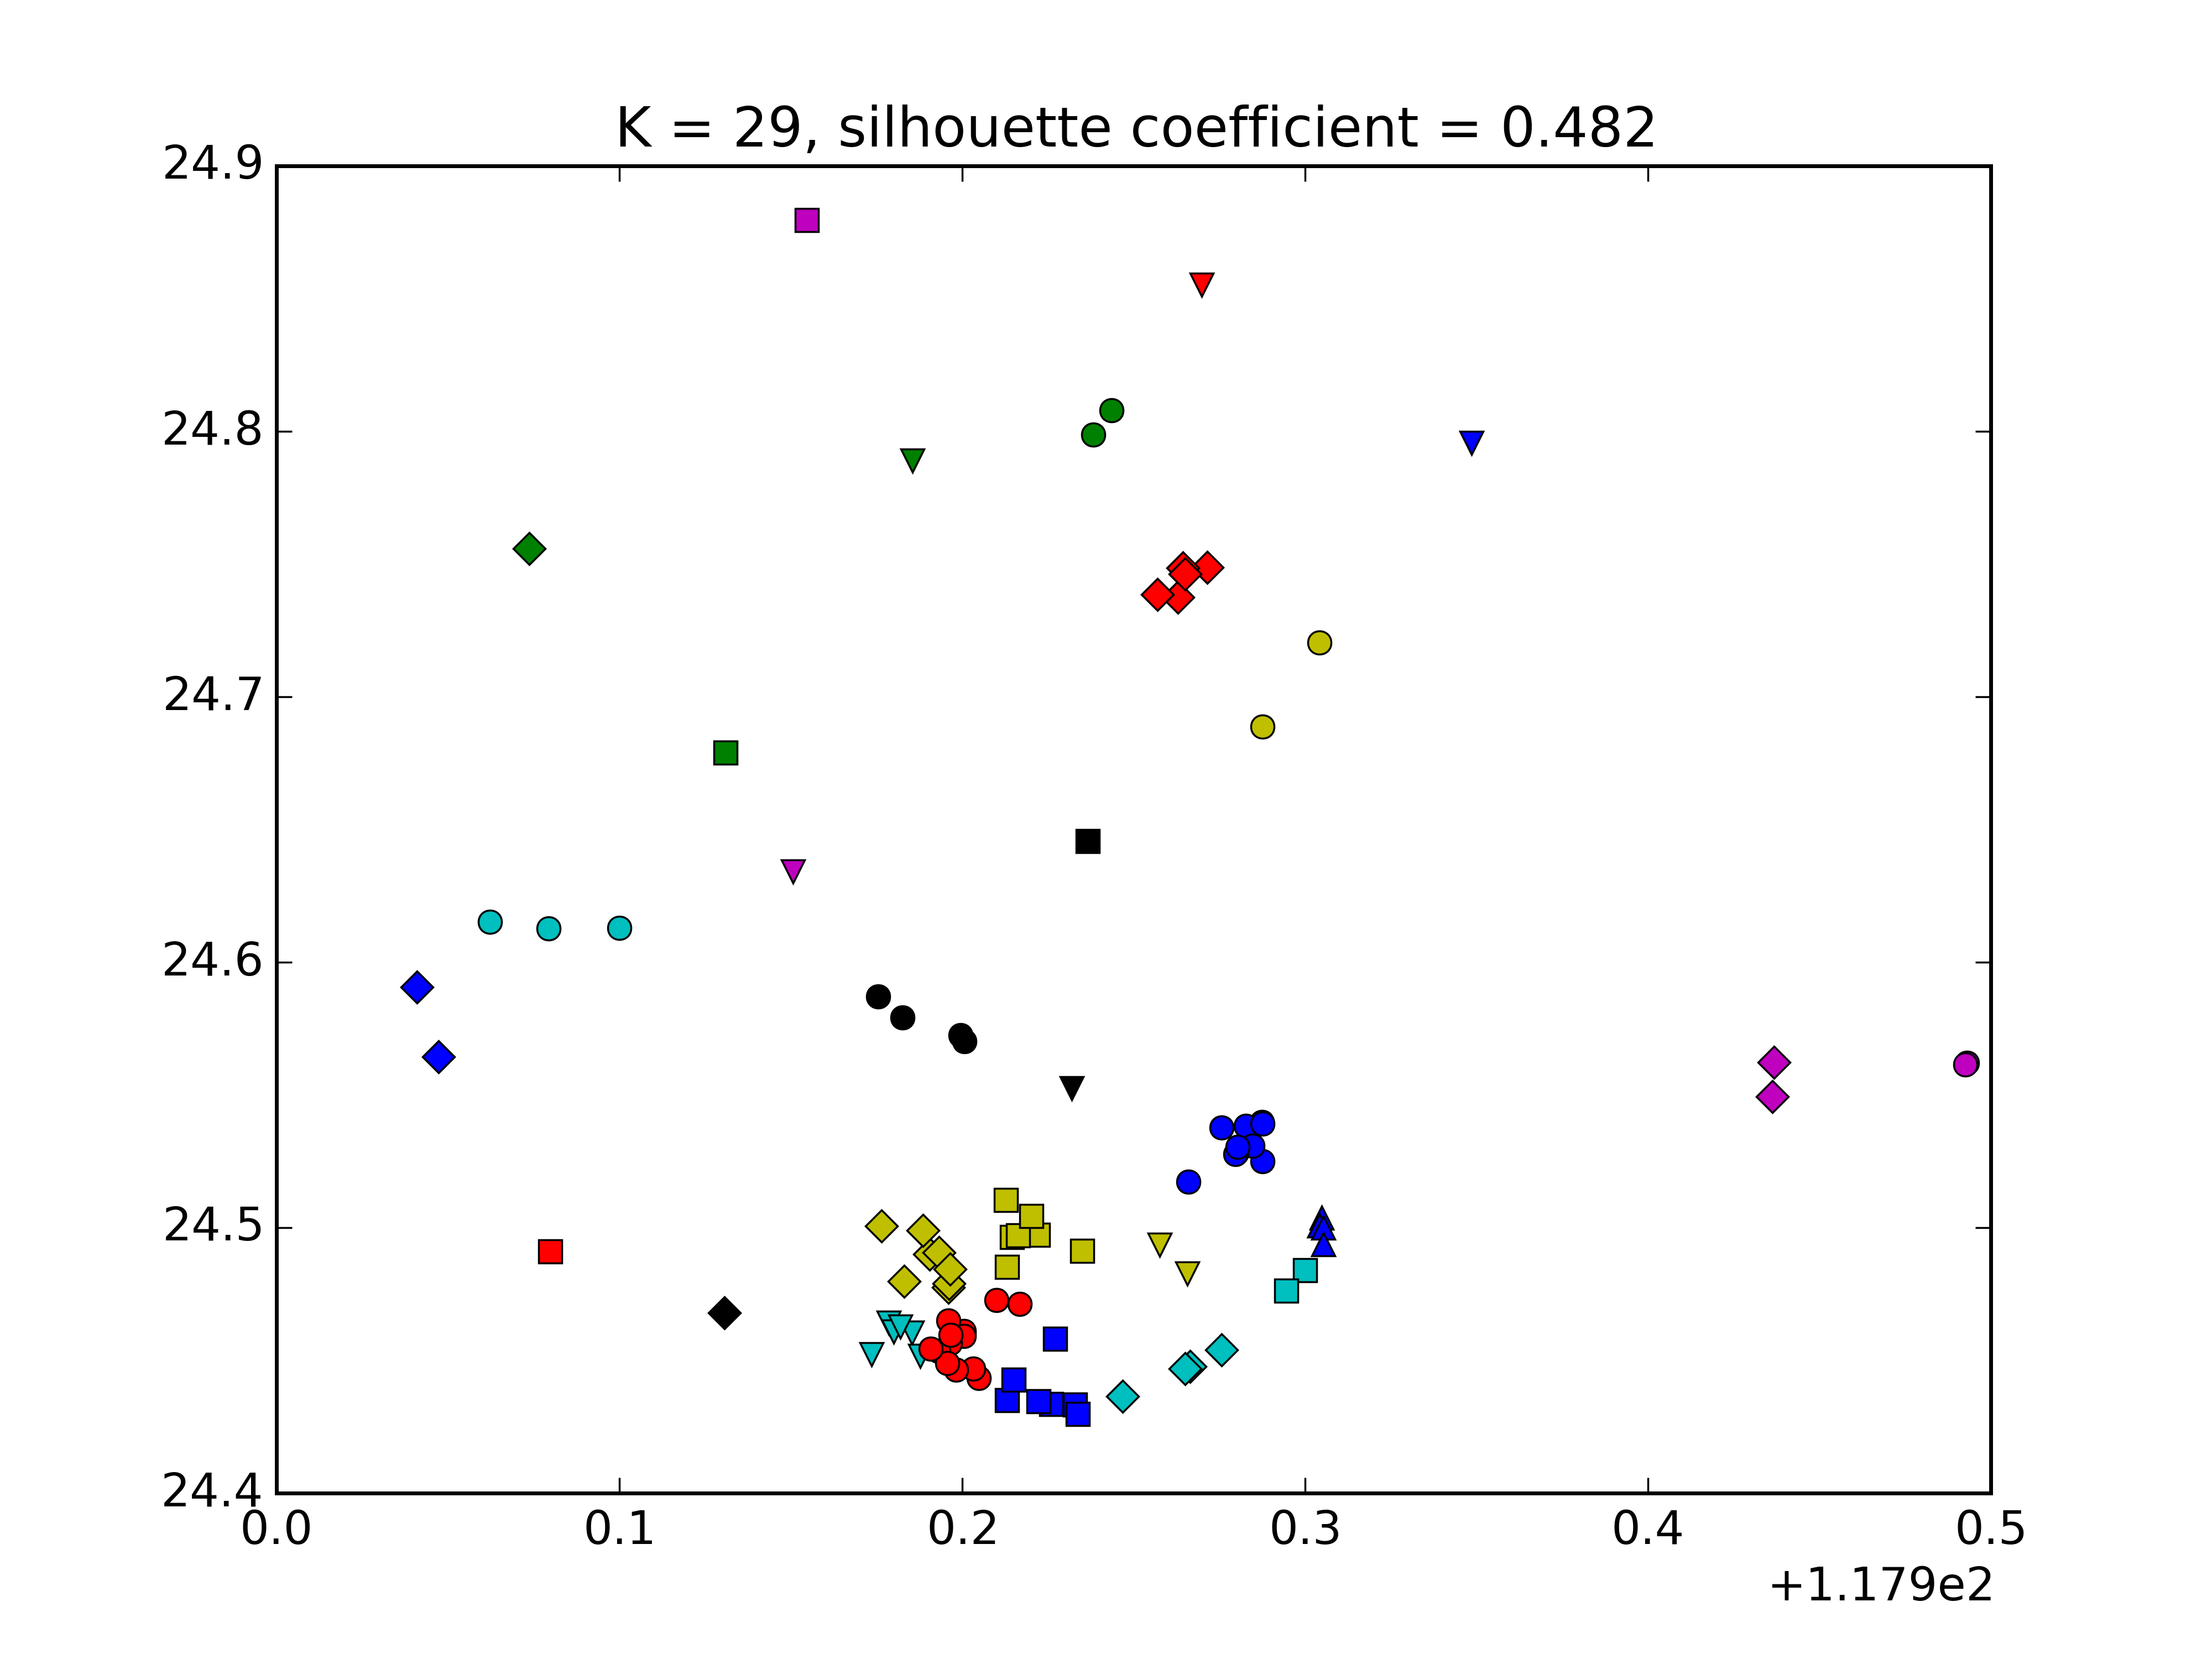 K = 29, silhouette coefficient = 0.482
24.9
24.8
24.7
24.6
24.5
24.4
0.0 0.1 0.2 0.3 0.4 0.5
+1.179e2